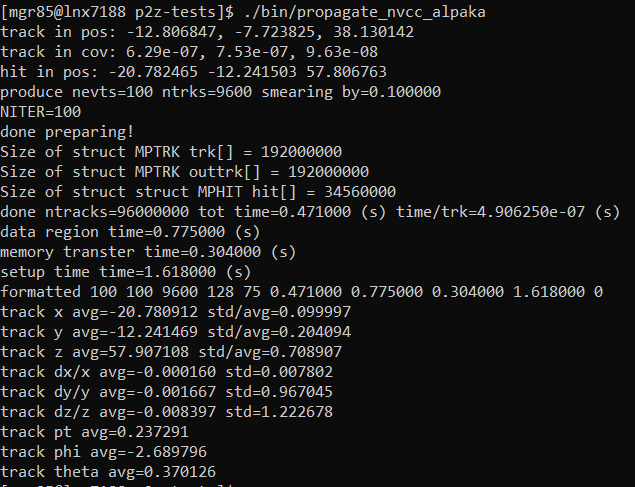 [mgr85@lnx7188 p2z-tests]$ ./bin/propagate_nvcc_alpaka
track in pos: -12.806847, -7.723825, 38.130142
track in cov: 6.29e-07, 7.53e-07, 9.63e-08
hit in pos: -20.782465 -12.241503 57.806763
produce nevts=100 ntrks=9600 smearing by=0.100000
NITER=100
done preparing!
Size of struct MPTRK trk[] = 192000000
Size of struct MPTRK outtrk[] = 192000000
Size of struct struct MPHIT hit[] = 34560000
done ntracks=96000000 tot time=0.471000 (s) time/trk=4.906250e-07 (s)
data region time=0.775000 (s)
memory transter time=0.304000 (s)
setup time time=1.618000 (s)
formatted 100 100 9600 128 75 0.471000 0.775000 0.304000 1.618000 0
track x avg=-20.780912 std/avg=0.099997
track y avg=-12.241469 std/avg=0.204094
track z avg=57.907108 std/avg=0.708907
track dx/x avg=-0.000160 std=0.007802
track dy/y avg=-0.001667 std=0.967045
track dz/z avg=-0.008397 std=1.222678
track pt avg=0.237291
track phi avg=-2.689796
track theta avg=0.370126